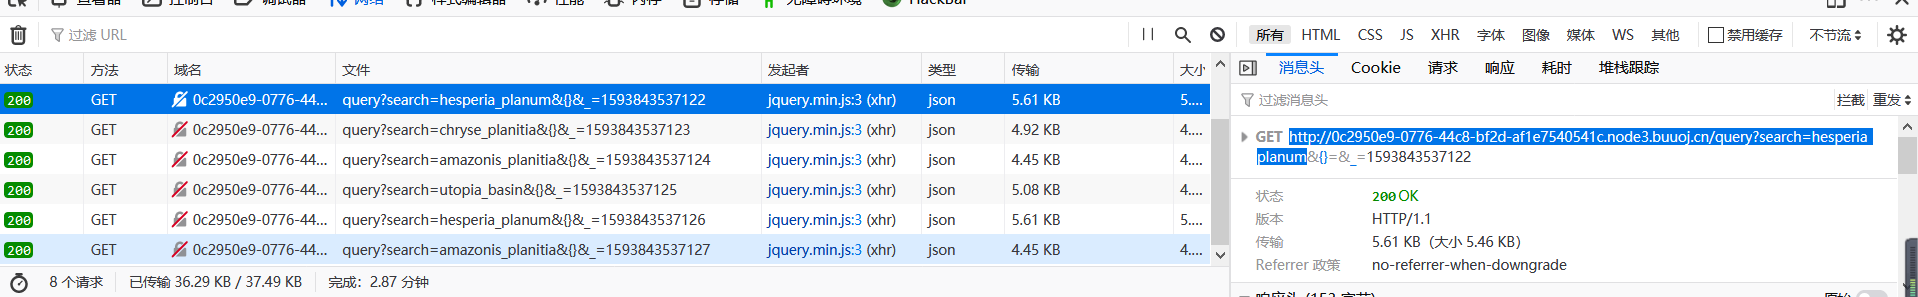 查看器 控制台 调试器 网络 样式编辑器 性能 内存 存储 无障碍环境 HackBar
过滤 URL
所有 HTML CSS JS XHR 字体 图像 媒体 WS 其他 禁用缓存 不节流
状态 方法 域名 文件 发起者 类型 传输 大小
200 GET 0c2950e9-0776-44... query?search=hesperia_planum&{}&_=1593843537122 jquery.min.js:3 (xhr) json 5.61 KB 5....
200 GET 0c2950e9-0776-44... query?search=chryse_planitia&{}&_=1593843537123 jquery.min.js:3 (xhr) json 4.92 KB 4....
200 GET 0c2950e9-0776-44... query?search=amazonis_planitia&{}&_=1593843537124 jquery.min.js:3 (xhr) json 4.45 KB 4....
200 GET 0c2950e9-0776-44... query?search=utopia_basin&{}&_=1593843537125 jquery.min.js:3 (xhr) json 5.08 KB 4....
200 GET 0c2950e9-0776-44... query?search=hesperia_planum&{}&_=1593843537126 jquery.min.js:3 (xhr) json 5.61 KB 5....
200 GET 0c2950e9-0776-44... query?search=amazonis_planitia&{}&_=1593843537127 jquery.min.js:3 (xhr) json 4.45 KB 4....
8 个请求 已传输 36.29 KB / 37.49 KB 完成：2.87 分钟
消息头 Cookie 请求 响应 耗时 堆栈跟踪
过滤消息头 拦截 重发
GET http://0c2950e9-0776-44c8-bf2d-af1e7540541c.node3.buuoj.cn/query?search=hesperia_
planum&{}=&_=1593843537122
状态 200 OK
版本 HTTP/1.1
传输 5.61 KB（大小 5.46 KB）
Referrer 政策 no-referrer-when-downgrade
响应头 (152 字节) 原始